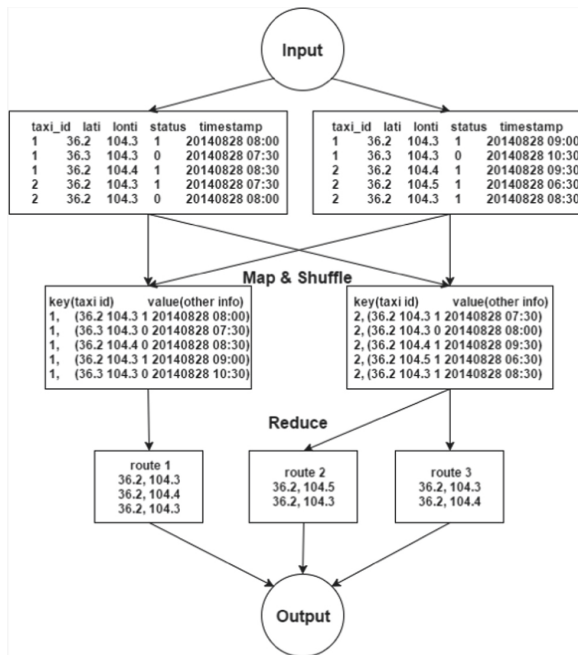 Input
taxi_id lati lonti status timestamp
1 36.2 104.3 1 20140828 08:00
1 36.3 104.3 0 20140828 07:30
1 36.2 104.4 1 20140828 08:30
2 36.2 104.3 1 20140828 07:30
2 36.2 104.3 0 20140828 08:00
taxi_id lati lonti status timestamp
1 36.2 104.3 1 20140828 09:00
1 36.3 104.3 0 20140828 10:30
2 36.2 104.4 1 20140828 09:30
2 36.2 104.5 1 20140828 06:30
2 36.2 104.3 1 20140828 08:30
Map & Shuffle
key(taxi id) value(other info)
1, (36.2 104.3 1 20140828 08:00)
1, (36.3 104.3 0 20140828 07:30)
1, (36.2 104.4 0 20140828 08:30)
1, (36.2 104.3 1 20140828 09:00)
1, (36.3 104.3 0 20140828 10:30)
key(taxi id) value(other info)
2, (36.2 104.3 1 20140828 07:30)
2, (36.2 104.3 0 20140828 08:00)
2, (36.2 104.4 1 20140828 09:30)
2, (36.2 104.5 1 20140828 06:30)
2, (36.2 104.3 1 20140828 08:30)
Reduce
route 1
36.2, 104.3
36.2, 104.4
36.2, 104.3
route 2
36.2, 104.5
36.2, 104.3
route 3
36.2, 104.3
36.2, 104.4
Output